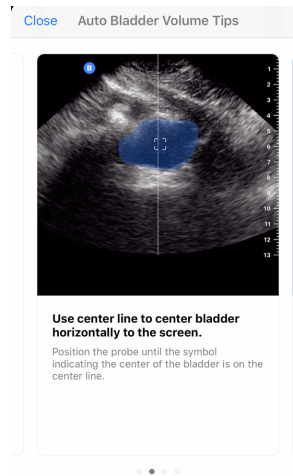 Close Auto Bladder Volume Tips
B
1
2
3
4
5
6
7
8
9
10
11
12
13
Use center line to center bladder
horizontally to the screen.
Position the probe until the symbol
indicating the center of the bladder is on the
center line.